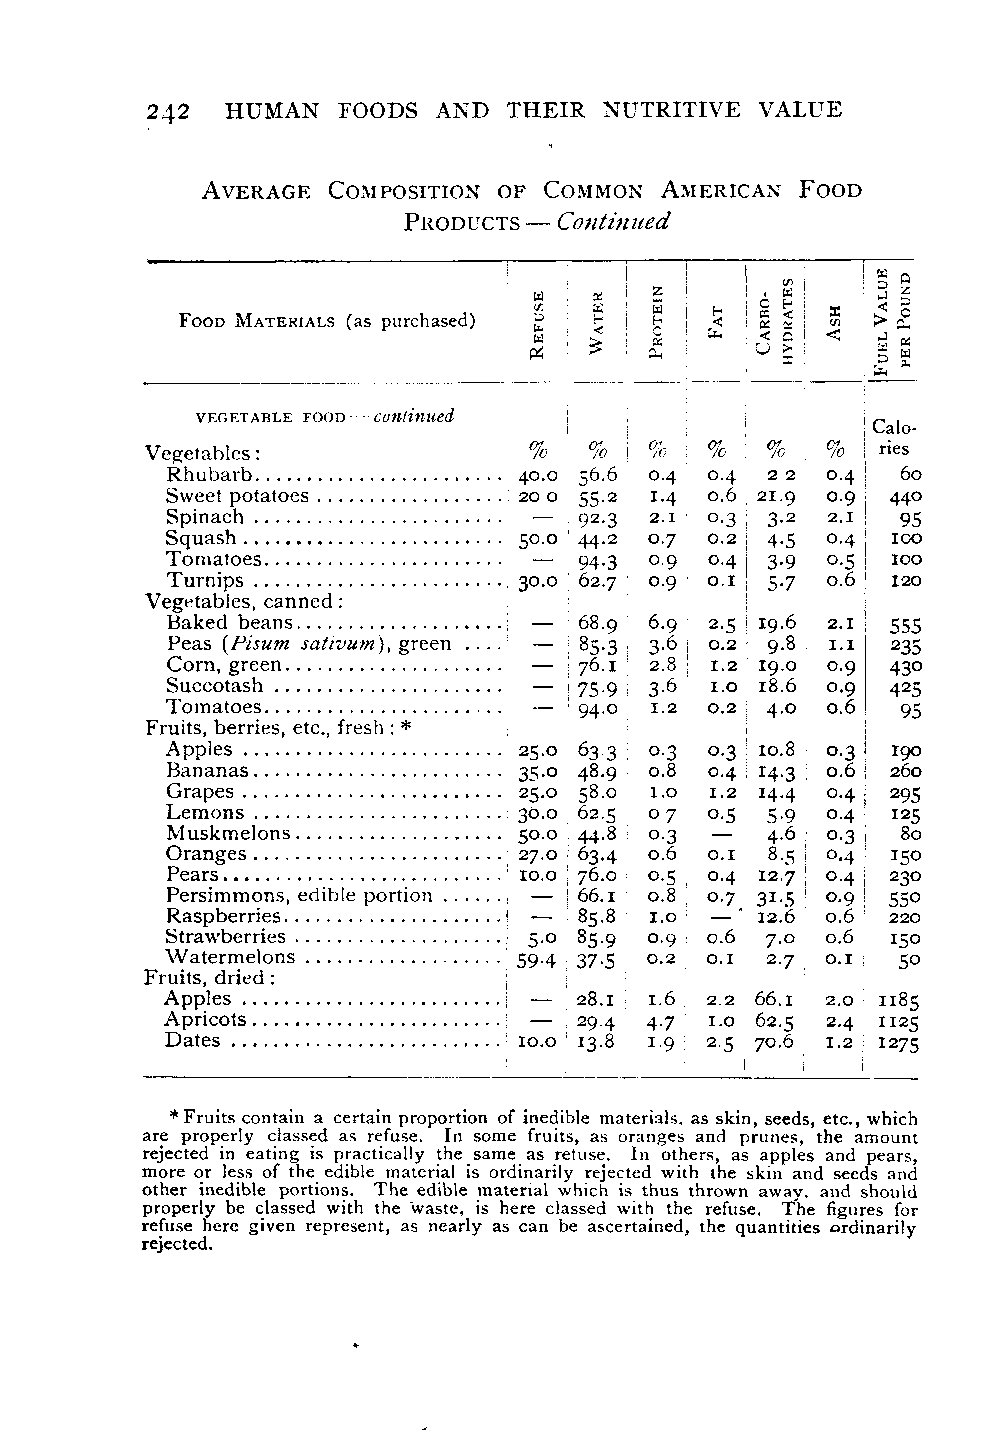 242 HUMAN FOODS AND THEIR NUTRITIVE VALUE
AVERAGE COMPOSITION OF COMMON AMERICAN FOOD
PRODUCTS — Continued
FOOD MATERIALS (as purchased) REFUSE WATER PROTEIN FAT CARBO-HYDRATES ASH FUEL VALUE PER POUND
VEGETABLE FOOD — continued Calo-
Vegetables: % % % % % % ries
Rhubarb........................ 40.0 56.6 0.4 0.4 2 2 0.4 60
Sweet potatoes .................. 20 0 55.2 1.4 0.6 21.9 0.9 440
Spinach ........................ — 92.3 2.1 0.3 3.2 2.1 95
Squash ......................... 50.0 44.2 0.7 0.2 4.5 0.4 100
Tomatoes....................... — 94.3 0.9 0.4 3.9 0.5 100
Turnips ......................... 30.0 62.7 0.9 0.1 5.7 0.6 120
Vegetables, canned:
Baked beans.................... — 68.9 6.9 2.5 19.6 2.1 555
Peas (Pisum sativum), green .... — 85.3 3.6 0.2 9.8 1.1 235
Corn, green..................... — 76.1 2.8 1.2 19.0 0.9 430
Succotash ...................... — 75 9 3.6 1.0 18.6 0.9 425
Tomatoes....................... — 94.0 1.2 0.2 4.0 0.6 95
Fruits, berries, etc., fresh: *
Apples ......................... 25.0 63 3 0.3 0.3 10.8 0.3 190
Bananas........................ 35.0 48.9 0.8 0.4 14.3 0.6 260
Grapes ......................... 25.0 58.0 1.0 1.2 14.4 0.4 295
Lemons ........................ 30.0 62.5 0 7 0.5 5.9 0.4 125
Muskmelons.................... 50.0 44.8 0.3 — 4.6 0.3 80
Oranges ........................ 27.0 63.4 0.6 0.1 8.5 0.4 150
Pears........................... 10.0 76.0 0.5 0.4 12.7 0.4 230
Persimmons, edible portion ...... — 66.1 0.8 0.7 31.5 0.9 550
Raspberries..................... — 85.8 1.0 — 12.6 0.6 220
Strawberries .................... 5.0 85.9 0.9 0.6 7.0 0.6 150
Watermelons ................... 59.4 37.5 0.2 0.1 2.7 0.1 50
Fruits, dried:
Apples ......................... — 28.1 1.6 2.2 66.1 2.0 1185
Apricots........................ — 29.4 4.7 1.0 62.5 2.4 1125
Dates .......................... 10.0 13.8 1.9 2.5 70.6 1.2 1275
* Fruits contain a certain proportion of inedible materials, as skin, seeds, etc., which
are properly classed as refuse. In some fruits, as oranges and prunes, the amount
rejected in eating is practically the same as refuse. In others, as apples and pears,
more or less of the edible material is ordinarily rejected with the skin and seeds and
other inedible portions. The edible material which is thus thrown away, and should
properly be classed with the waste, is here classed with the refuse. The figures for
refuse here given represent, as nearly as can be ascertained, the quantities ordinarily
rejected.